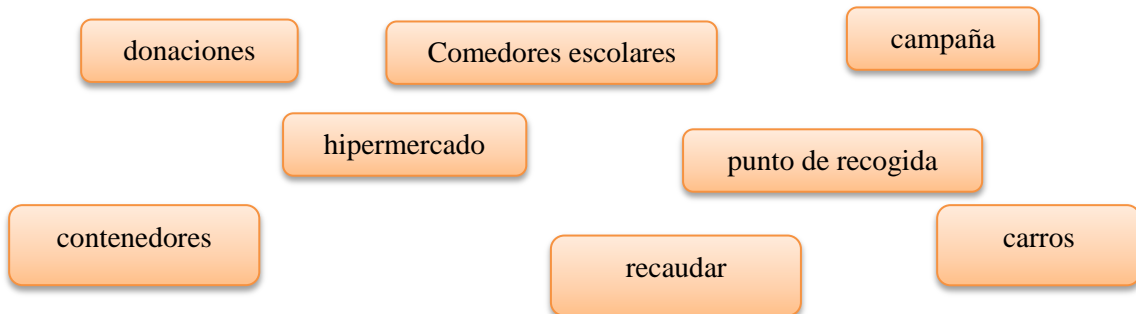 donaciones
Comedores escolares
campaña
hipermercado
punto de recogida
contenedores
carros
recaudar